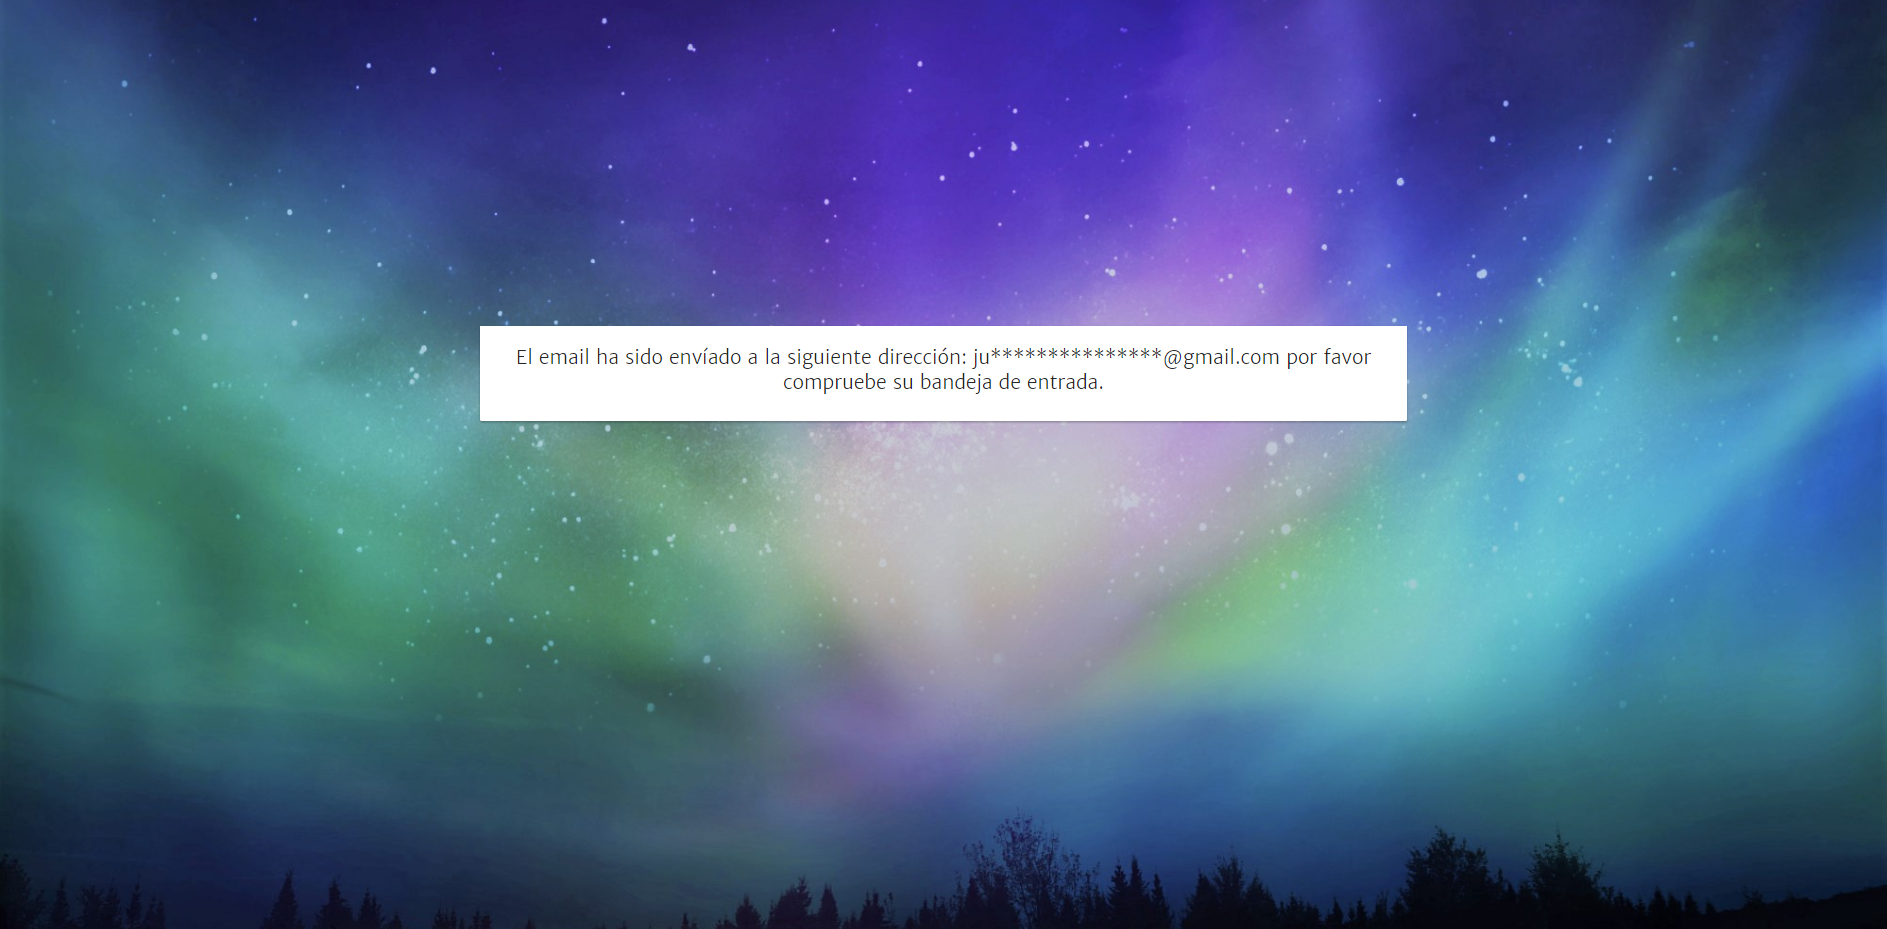 El email ha sido envíado a la siguiente dirección: ju***************@gmail.com por favor
compruebe su bandeja de entrada.